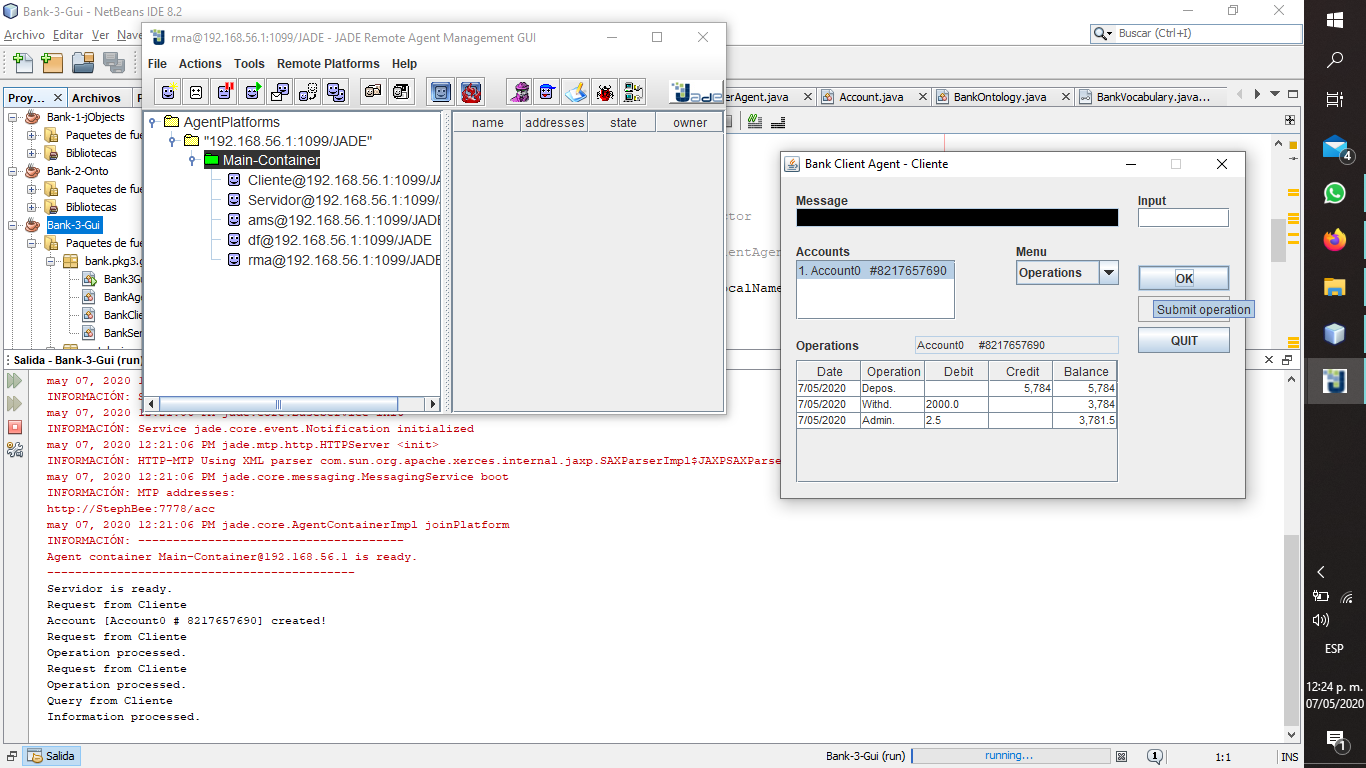 Bank-3-Gui - NetBeans IDE 8.2
Archivo Editar Ver Nave
Buscar (Ctrl+I)
rma@192.168.56.1:1099/JADE - JADE Remote Agent Management GUI
File Actions Tools Remote Platforms Help
Jade
AgentPlatforms
"192.168.56.1:1099/JADE"
Main-Container
Cliente@192.168.56.1:1099/JA
Servidor@192.168.56.1:1099/
ams@192.168.56.1:1099/JADE
df@192.168.56.1:1099/JADE
rma@192.168.56.1:1099/JADE
name addresses state owner
Proy... Archivos
Bank-1-jObjects
Paquetes de fue
Bibliotecas
Bank-2-Onto
Paquetes de fue
Bibliotecas
Bank-3-Gui
Paquetes de fue
bank.pkg3.g
Bank3G
BankAg
BankClie
BankSer
erAgent.java Account.java BankOntology.java BankVocabulary.java...
ctor
entAg
ocalName
Bank Client Agent - Cliente
Message Input
Accounts Menu
1. Account0 #8217657690
Operations
OK
Submit operation
QUIT
Operations Account0 #8217657690
Date Operation Debit Credit Balance
7/05/2020 Depos. 5,784 5,784
7/05/2020 Withd. 2000.0 3,784
7/05/2020 Admin. 2.5 3,781.5
Salida - Bank-3-Gui (run)
may 07, 2020 1
INFORMACIÓN: S
INFORMACIÓN: Service jade.core.event.Notification initialized
may 07, 2020 12:21:06 PM jade.mtp.http.HTTPServer <init>
INFORMACIÓN: HTTP-MTP Using XML parser com.sun.org.apache.xerces.internal.jaxp.SAXParserImpl$JAXPSAXParse
may 07, 2020 12:21:06 PM jade.core.messaging.MessagingService boot
INFORMACIÓN: MTP addresses:
http://StephBee:7778/acc
may 07, 2020 12:21:06 PM jade.core.AgentContainerImpl joinPlatform
INFORMACIÓN: ---------------------------------------
Agent container Main-Container@192.168.56.1 is ready.
---------------------------------------------
Servidor is ready.
Request from Cliente
Account [Account0 # 8217657690] created!
Request from Cliente
Operation processed.
Request from Cliente
Operation processed.
Query from Cliente
Information processed.
Salida
Bank-3-Gui (run) running... 1 1:1 INS
4
ESP
12:24 p. m.
07/05/2020
1